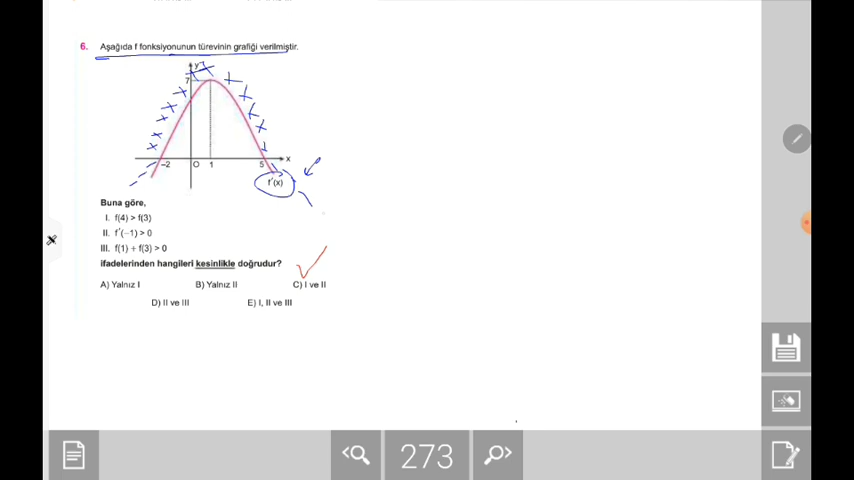 6. Aşağıda f fonksiyonunun türevinin grafiği verilmiştir.
y
7
-2 O 1 5 x
f'(x)
Buna göre,
I. f(4) > f(3)
II. f''(-1) > 0
III. f(1) + f(3) > 0
ifadelerinden hangileri kesinlikle doğrudur?
A) Yalnız I B) Yalnız II C) I ve II
D) II ve III E) I, II ve III
273